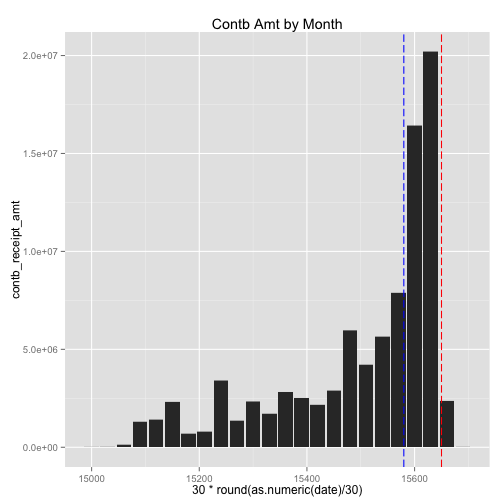 Contb Amt by Month
contb_receipt_amt
2.0e+07
1.5e+07
1.0e+07
5.0e+06
0.0e+00
15000
15200
15400
15600
30 * round(as.numeric(date)/30)